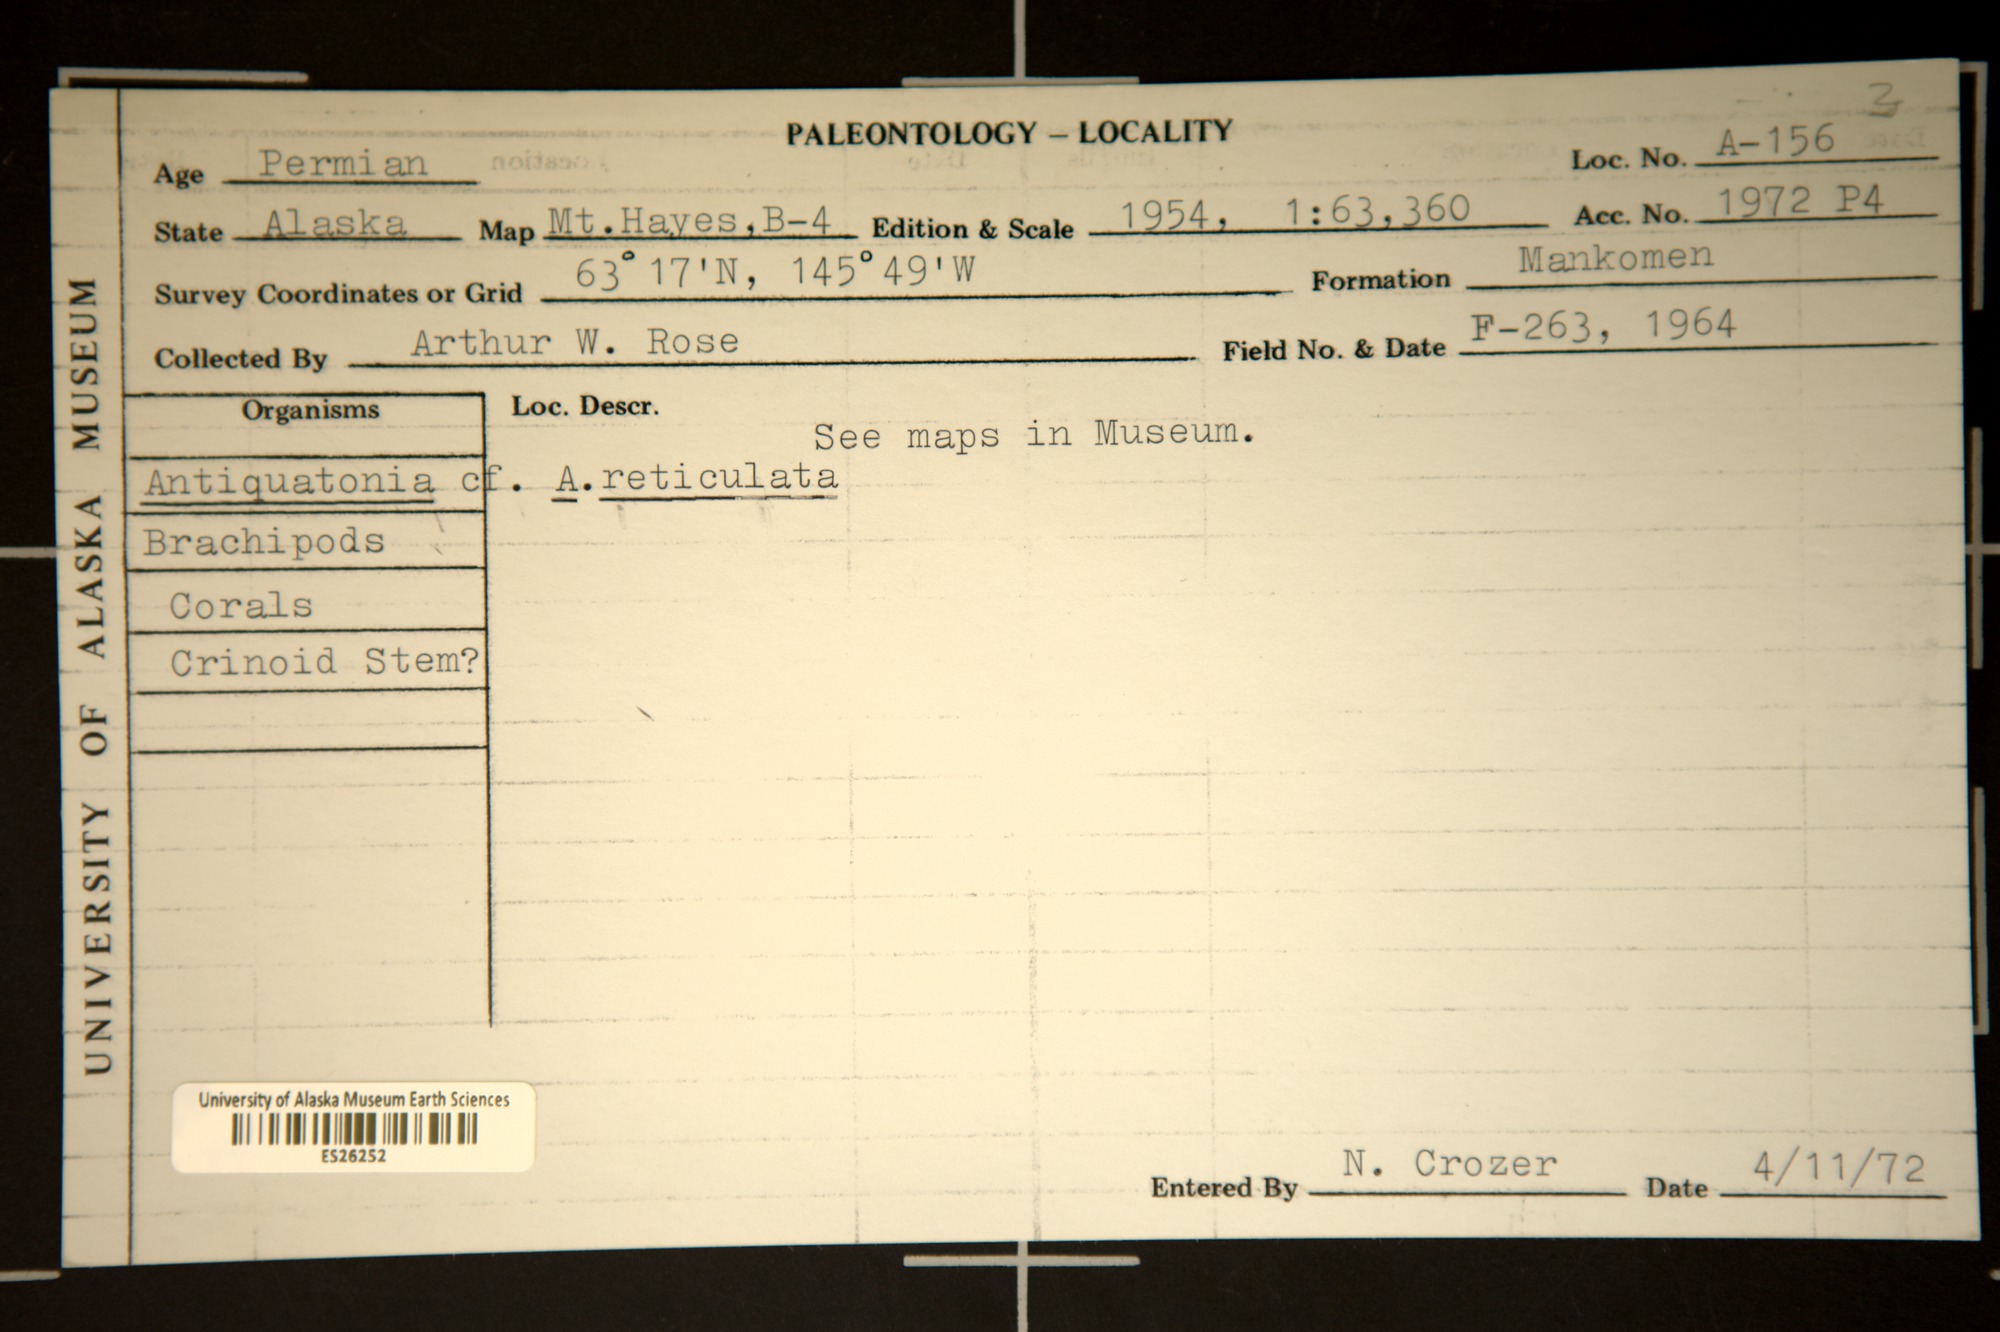 3
PALEONTOLOGY – LOCALITY
Age Permian
Loc. No. A-156
State Alaska Map Mt.Hayes,B-4 Edition & Scale 1954, 1:63,360 Acc. No. 1972 P4
Survey Coordinates or Grid 63°17'N, 145°49'W Formation Mankomen
Collected By Arthur W. Rose Field No. & Date F-263, 1964
Organisms
Loc. Descr.
See maps in Museum.
Antiquatonia cf. A.reticulata
Brachipods
Corals
Crinoid Stem?
UNIVERSITY OF ALASKA MUSEUM
University of Alaska Museum Earth Sciences
ES26252
Entered By N. Crozer Date 4/11/72